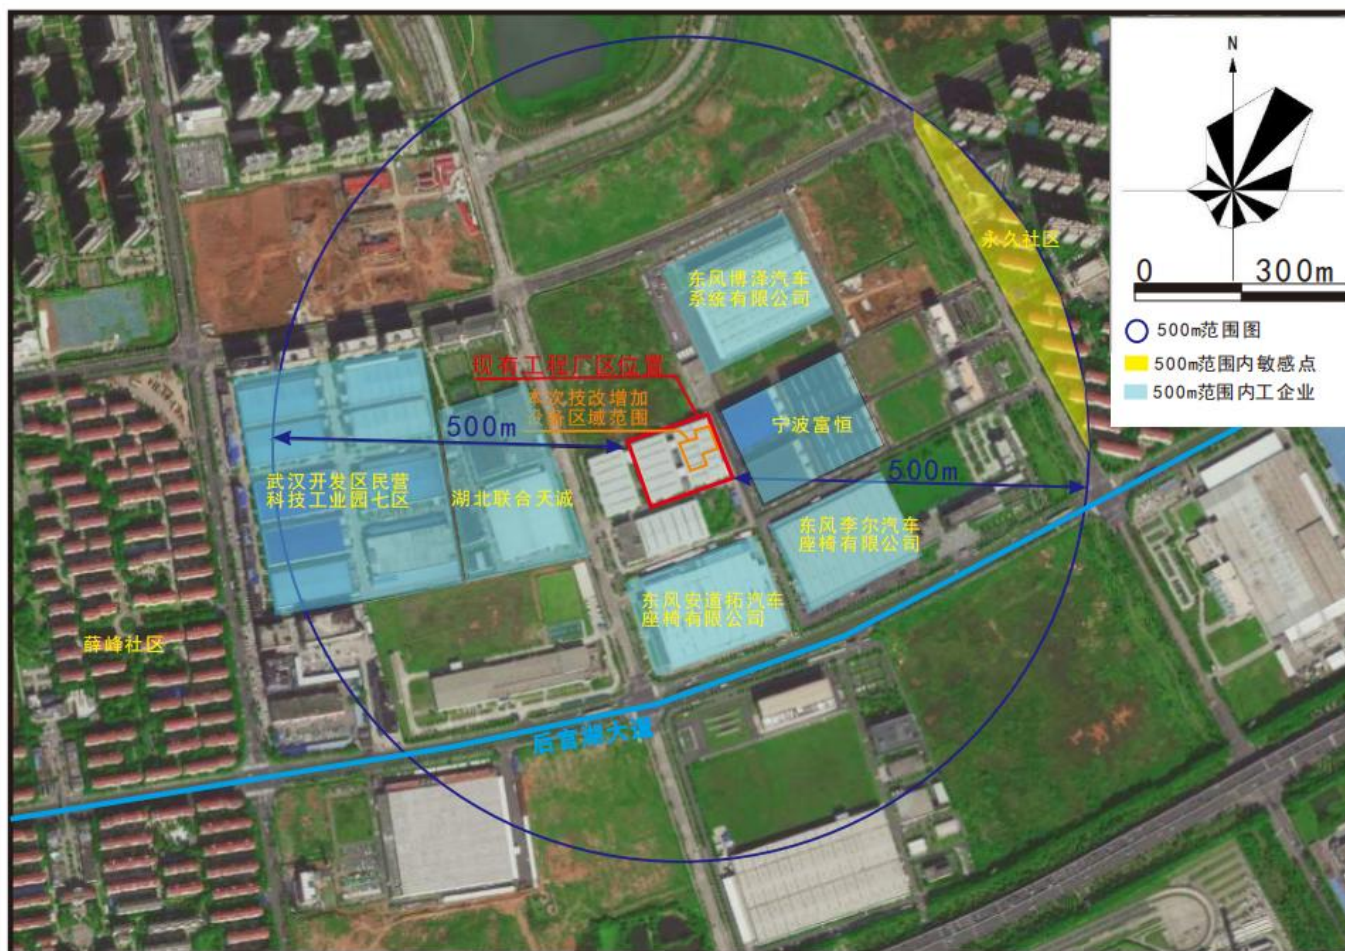 N
0 300m
500m范围图
500m范围内敏感点
500m范围内工企业
永久社区
东风博泽汽车
系统有限公司
现有工程厂区位置
本次技改增加
设备区域范围
500m
宁波富恒
500m
武汉开发区民营
科技工业园七区
湖北联合天诚
东风李尔汽车
座椅有限公司
东风安道拓汽车
座椅有限公司
薛峰社区
后官湖大道